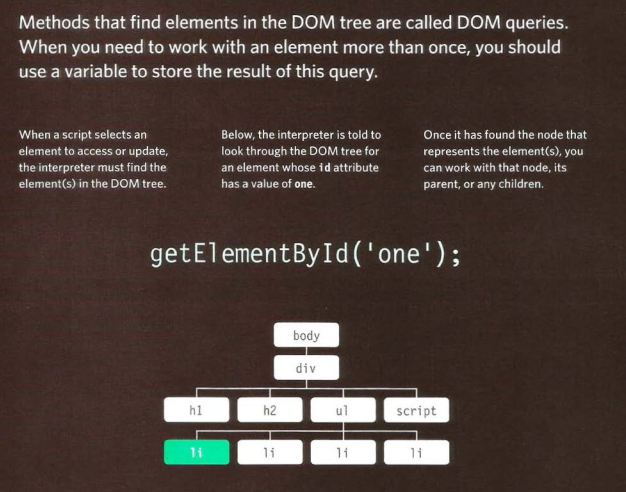 Methods that find elements in the DOM tree are called DOM queries.
When you need to work with an element more than once, you should
use a variable to store the result of this query.
When a script selects an
element to access or update,
the interpreter must find the
element(s) in the DOM tree.
Below, the interpreter is told to
look through the DOM tree for
an element whose id attribute
has a value of one.
Once it has found the node that
represents the element(s), you
can work with that node, its
parent, or any children.
getElementById('one');
body
div
h1 h2 ul script
li li li li